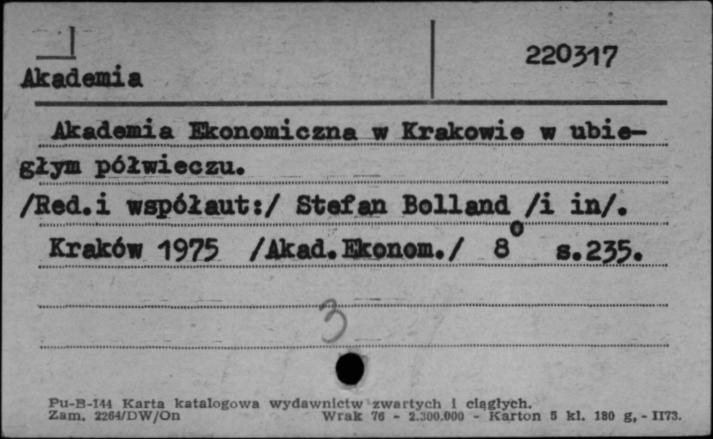 220317
Akademia
Akademia Ekonomiczna w Krakowie w ubie-
głym półwieczu.
/Red.i współaut:/ Stefan Bolland /i in/.
Kraków 1975 /Akad.Ekonom./ 8° s.235.
3
Pu-B-144 Karta katalogowa wydawnictw zwartych i ciągłych.
Zam. 2264/DW/On Wrak 76 - 2.300.000 - Karton 5 kl. 180 g, - II73.